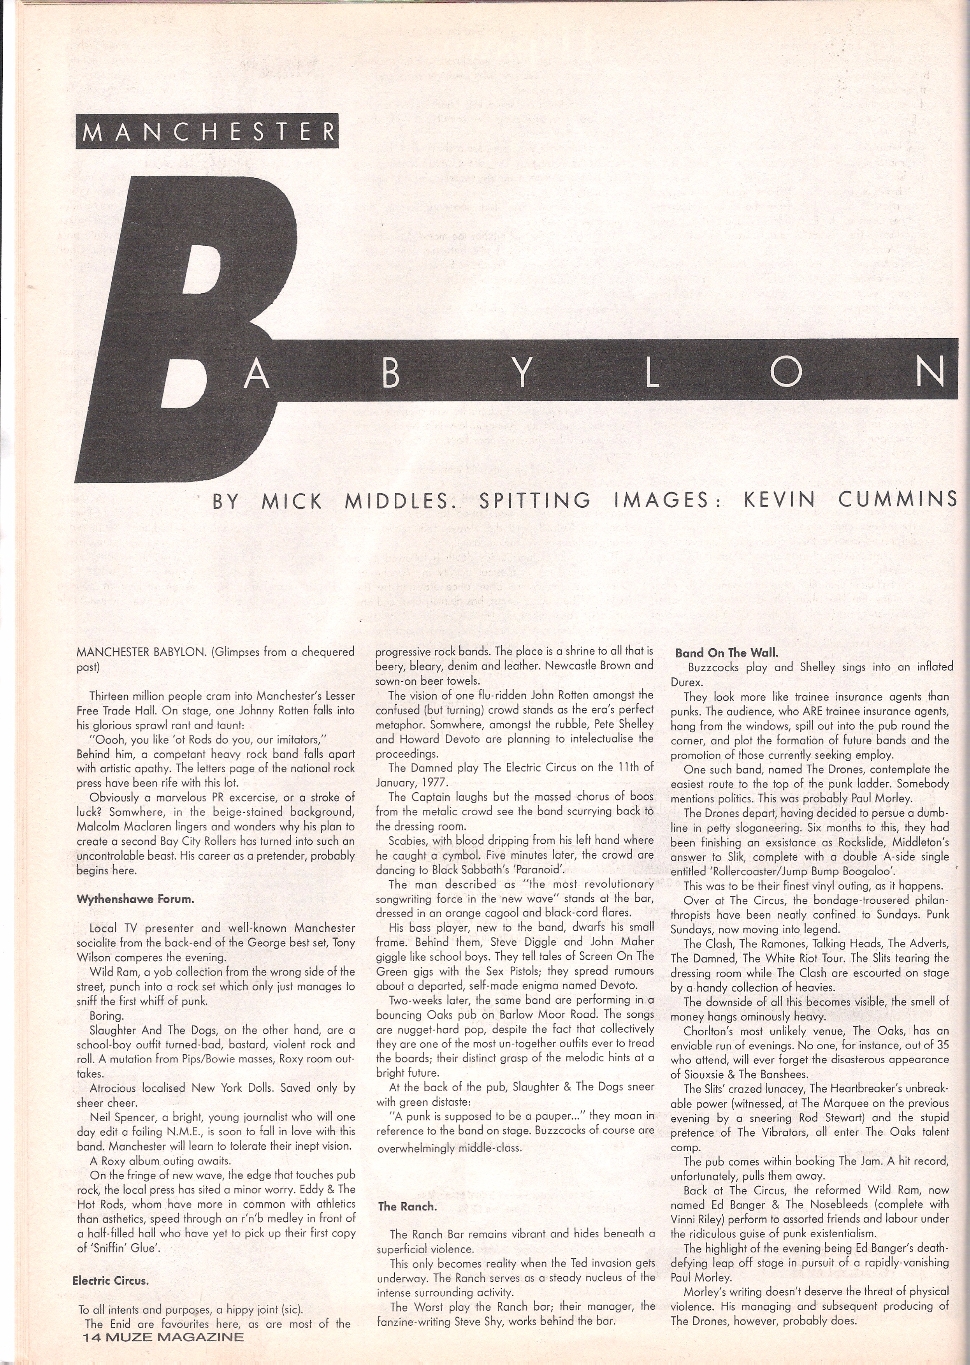 MANCHESTER
BABYLON
BY MICK MIDDLES. SPITTING IMAGES: KEVIN CUMMINS
MANCHESTER BABYLON. (Glimpses from a chequered
past)
Thirteen million people cram into Manchester's Lesser
Free Trade Hall. On stage, one Johnny Rotten falls into
his glorious sprawl rant and taunt:
"Oooh, you like 'ot Rods do you, our imitators,"
Behind him, a competant heavy rock band falls apart
with artistic apathy. The letters page of the national rock
press have been rife with this lot.
Obviously a marvelous PR excercise, or a stroke of
luck? Somwhere, in the beige-stained background,
Malcolm Maclaren lingers and wonders why his plan to
create a second Bay City Rollers has turned into such an
uncontrolable beast. His career as a pretender, probably
begins here.
Wythenshawe Forum.
Local TV presenter and well-known Manchester
socialite from the back-end of the George best set, Tony
Wilson comperes the evening.
Wild Ram, a yob collection from the wrong side of the
street, punch into a rock set which only just manages to
sniff the first whiff of punk.
Boring.
Slaughter And The Dogs, on the other hand, are a
school-boy outfit turned-bad, bastard, violent rock and
roll. A mutation from Pips/Bowie masses, Roxy room out-
takes.
Atrocious localised New York Dolls. Saved only by
sheer cheer.
Neil Spencer, a bright, young journalist who will one
day edit a failing N.M.E., is soon to fall in love with this
band. Manchester will learn to tolerate their inept vision.
A Roxy album outing awaits.
On the fringe of new wave, the edge that touches pub
rock, the local press has sited a minor worry. Eddy & The
Hot Rods, whom have more in common with athletics
than asthetics, speed through an r'n'b medley in front of
a half-filled hall who have yet to pick up their first copy
of 'Sniffin' Glue'.
Electric Circus.
To all intents and purposes, a hippy joint (sic).
The Enid are favourites here, as are most of the
14 MUZE MAGAZINE
progressive rock bands. The place is a shrine to all that is
beery, bleary, denim and leather. Newcastle Brown and
sown-on beer towels.
The vision of one flu-ridden John Rotten amongst the
confused (but turning) crowd stands as the era's perfect
metaphor. Somwhere, amongst the rubble, Pete Shelley
and Howard Devoto are planning to intelectualise the
proceedings.
The Damned play The Electric Circus on the 11th of
January, 1977.
The Captain laughs but the massed chorus of boos
from the metalic crowd see the band scurrying back to
the dressing room.
Scabies, with blood dripping from his left hand where
he caught a cymbol. Five minutes later, the crowd are
dancing to Black Sabbath's 'Paranoid'.
The man described as "the most revolutionary
songwriting force in the new wave" stands at the bar,
dressed in an orange cagool and black-cord flares.
His bass player, new to the band, dwarfs his small
frame. Behind them, Steve Diggle and John Maher
giggle like school boys. They tell tales of Screen On The
Green gigs with the Sex Pistols; they spread rumours
about a departed, self-made enigma named Devoto.
Two-weeks later, the same band are performing in a
bouncing Oaks pub on Barlow Moor Road. The songs
are nugget-hard pop, despite the fact that collectively
they are one of the most un-together outfits ever to tread
the boards; their distinct grasp of the melodic hints at a
bright future.
At the back of the pub, Slaughter & The Dogs sneer
with green distaste:
"A punk is supposed to be a pauper..." they moan in
reference to the band on stage. Buzzcocks of course are
overwhelmingly middle-class.
The Ranch.
The Ranch Bar remains vibrant and hides beneath a
superficial violence.
This only becomes reality when the Ted invasion gets
underway. The Ranch serves as a steady nucleus of the
intense surrounding activity.
The Worst play the Ranch bar; their manager, the
fanzine-writing Steve Shy, works behind the bar.
Band On The Wall.
Buzzcocks play and Shelley sings into an inflated
Durex.
They look more like trainee insurance agents than
punks. The audience, who ARE trainee insurance agents,
hang from the windows, spill out into the pub round the
corner, and plot the formation of future bands and the
promotion of those currently seeking employ.
One such band, named The Drones, contemplate the
easiest route to the top of the punk ladder. Somebody
mentions politics. This was probably Paul Morley.
The Drones depart, having decided to persue a dumb-
line in petty sloganeering. Six months to this, they had
been finishing an exsistance as Rockslide, Middleton's
answer to Slik, complete with a double A-side single
entitled 'Rollercoaster/Jump Bump Boogaloo'.
This was to be their finest vinyl outing, as it happens.
Over at The Circus, the bondage-trousered philan-
thropists have been neatly confined to Sundays. Punk
Sundays, now moving into legend.
The Clash, The Ramones, Talking Heads, The Adverts,
The Damned, The White Riot Tour. The Slits tearing the
dressing room while The Clash are escourted on stage
by a handy collection of heavies.
The downside of all this becomes visible, the smell of
money hangs ominously heavy.
Chorlton's most unlikely venue, The Oaks, has an
enviable run of evenings. No one, for instance, out of 35
who attend, will ever forget the disasterous appearance
of Siouxsie & The Banshees.
The Slits' crazed lunacey, The Heartbreaker's unbreak-
able power (witnessed, at The Marquee on the previous
evening by a sneering Rod Stewart) and the stupid
pretence of The Vibrators, all enter The Oaks talent
comp.
The pub comes within booking The Jam. A hit record,
unfortunately, pulls them away.
Back at The Circus, the reformed Wild Ram, now
named Ed Banger & The Nosebleeds (complete with
Vinni Riley) perform to assorted friends and labour under
the ridiculous guise of punk existentialism.
The highlight of the evening being Ed Banger's death-
defying leap off stage in pursuit of a rapidly-vanishing
Paul Morley.
Morley's writing doesn't deserve the threat of physical
violence. His managing and subsequent producing of
The Drones, however, probably does.